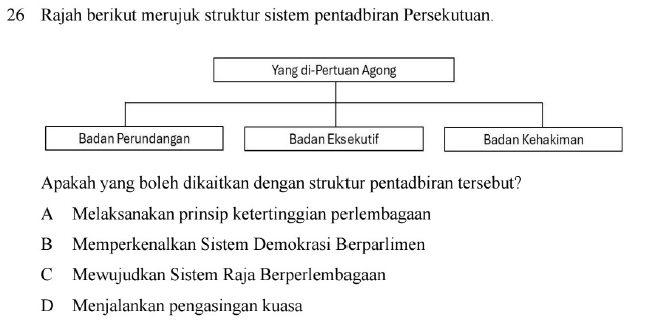 26 Rajah berikut merujuk struktur sistem pentadbiran Persekutuan.
Yang di-Pertuan Agong
Badan Perundangan
Badan Eksekutif
Badan Kehakiman
Apakah yang boleh dikaitkan dengan struktur pentadbiran tersebut?
A Melaksanakan prinsip ketertinggian perlembagaan
B Memperkenalkan Sistem Demokrasi Berparlimen
C Mewujudkan Sistem Raja Berperlembagaan
D Menjalankan pengasingan kuasa